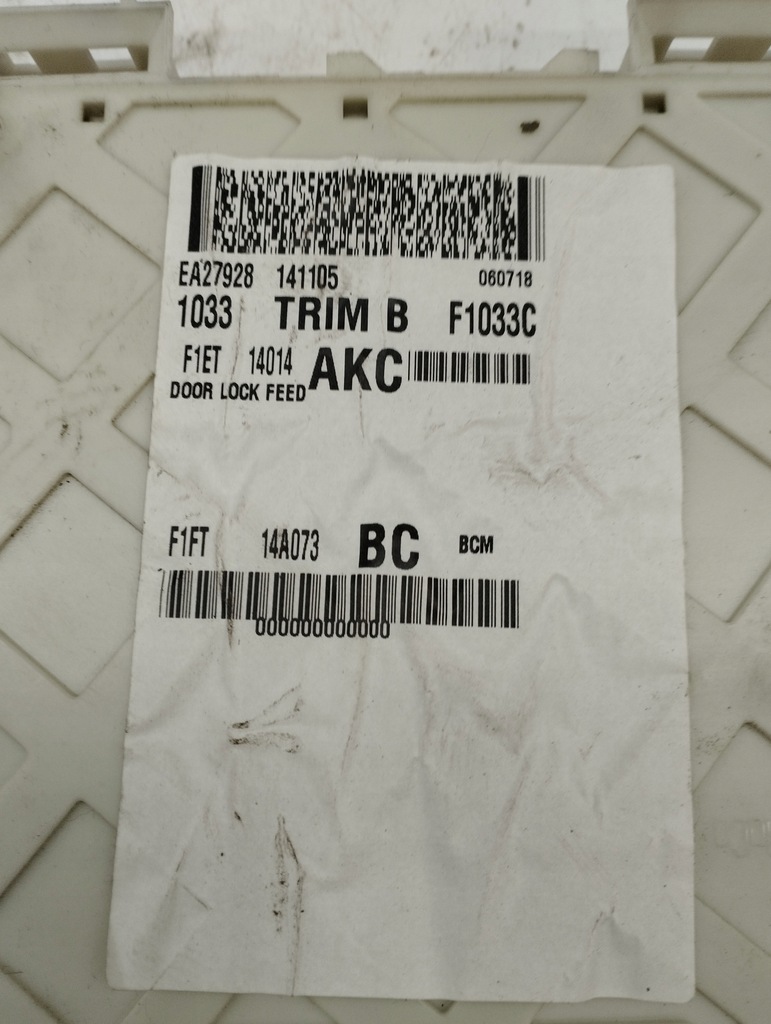 EA27928 141105 060718
1033 TRIM B F1033C
F1ET 14014 AKC
DOOR LOCK FEED
F1FT 14A073 BC BCM
000000000000